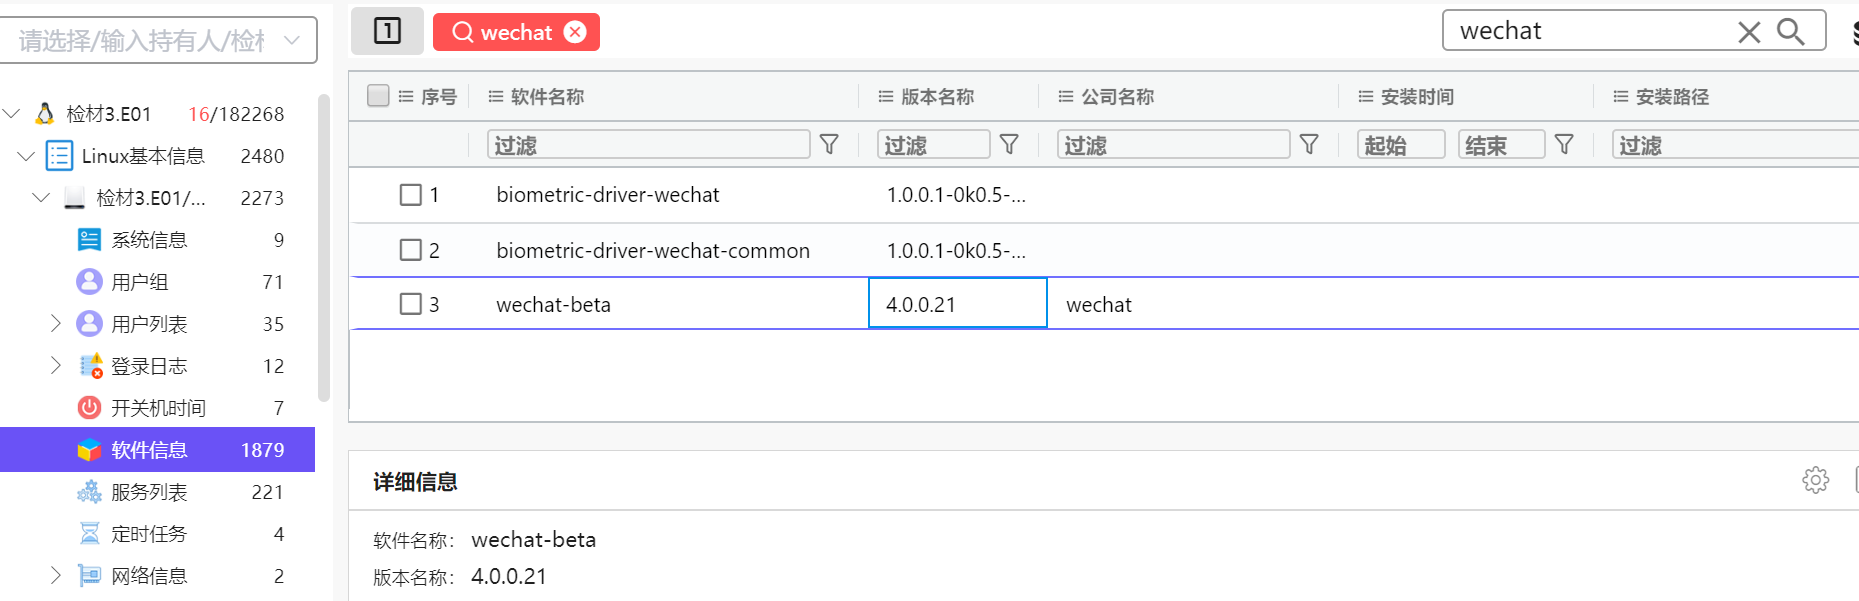 请选择/输入持有人/检
检材3.E01 16/182268
Linux基本信息 2480
检材3.E01/... 2273
系统信息 9
用户组 71
用户列表 35
登录日志 12
开关机时间 7
软件信息 1879
服务列表 221
定时任务 4
网络信息 2
1 wechat
wechat
序号 软件名称 版本名称 公司名称 安装时间 安装路径
过滤 过滤 过滤 起始 结束 过滤
1 biometric-driver-wechat 1.0.0.1-0k0.5-...
2 biometric-driver-wechat-common 1.0.0.1-0k0.5-...
3 wechat-beta 4.0.0.21 wechat
详细信息
软件名称： wechat-beta
版本名称： 4.0.0.21